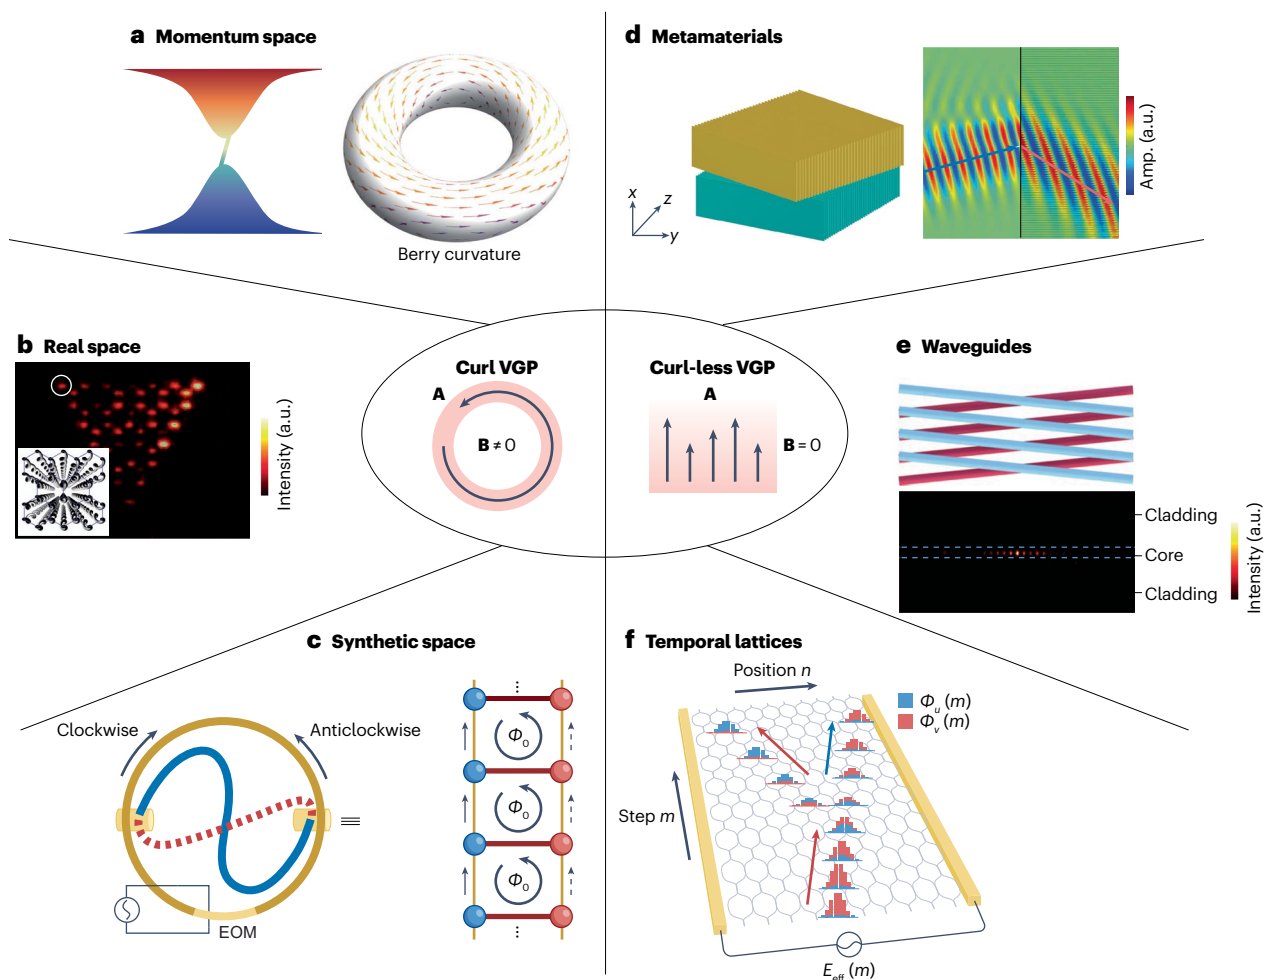 a Momentum space
Berry curvature
d Metamaterials
x
z
y
Amp. (a.u.)
b Real space
Intensity (a.u.)
Curl VGP
A
B ≠ 0
Curl-less VGP
A
B = 0
e Waveguides
Cladding
Core
Cladding
Intensity (a.u.)
c Synthetic space
Clockwise
Anticlockwise
EOM
⋮
Φ₀
Φ₀
Φ₀
⋮
f Temporal lattices
Position n
Φᵤ(m)
Φᵥ(m)
Step m
E_eff (m)